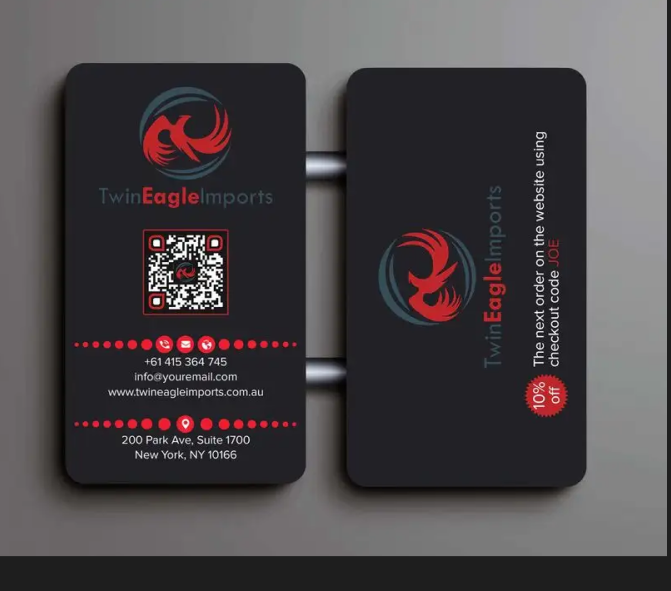 TwinEagleImports
+61 415 364 745
info@youremail.com
www.twineagleimports.com.au
200 Park Ave, Suite 1700
New York, NY 10166
TwinEagleImports
10%
off
The next order on the website using
checkout code JOE